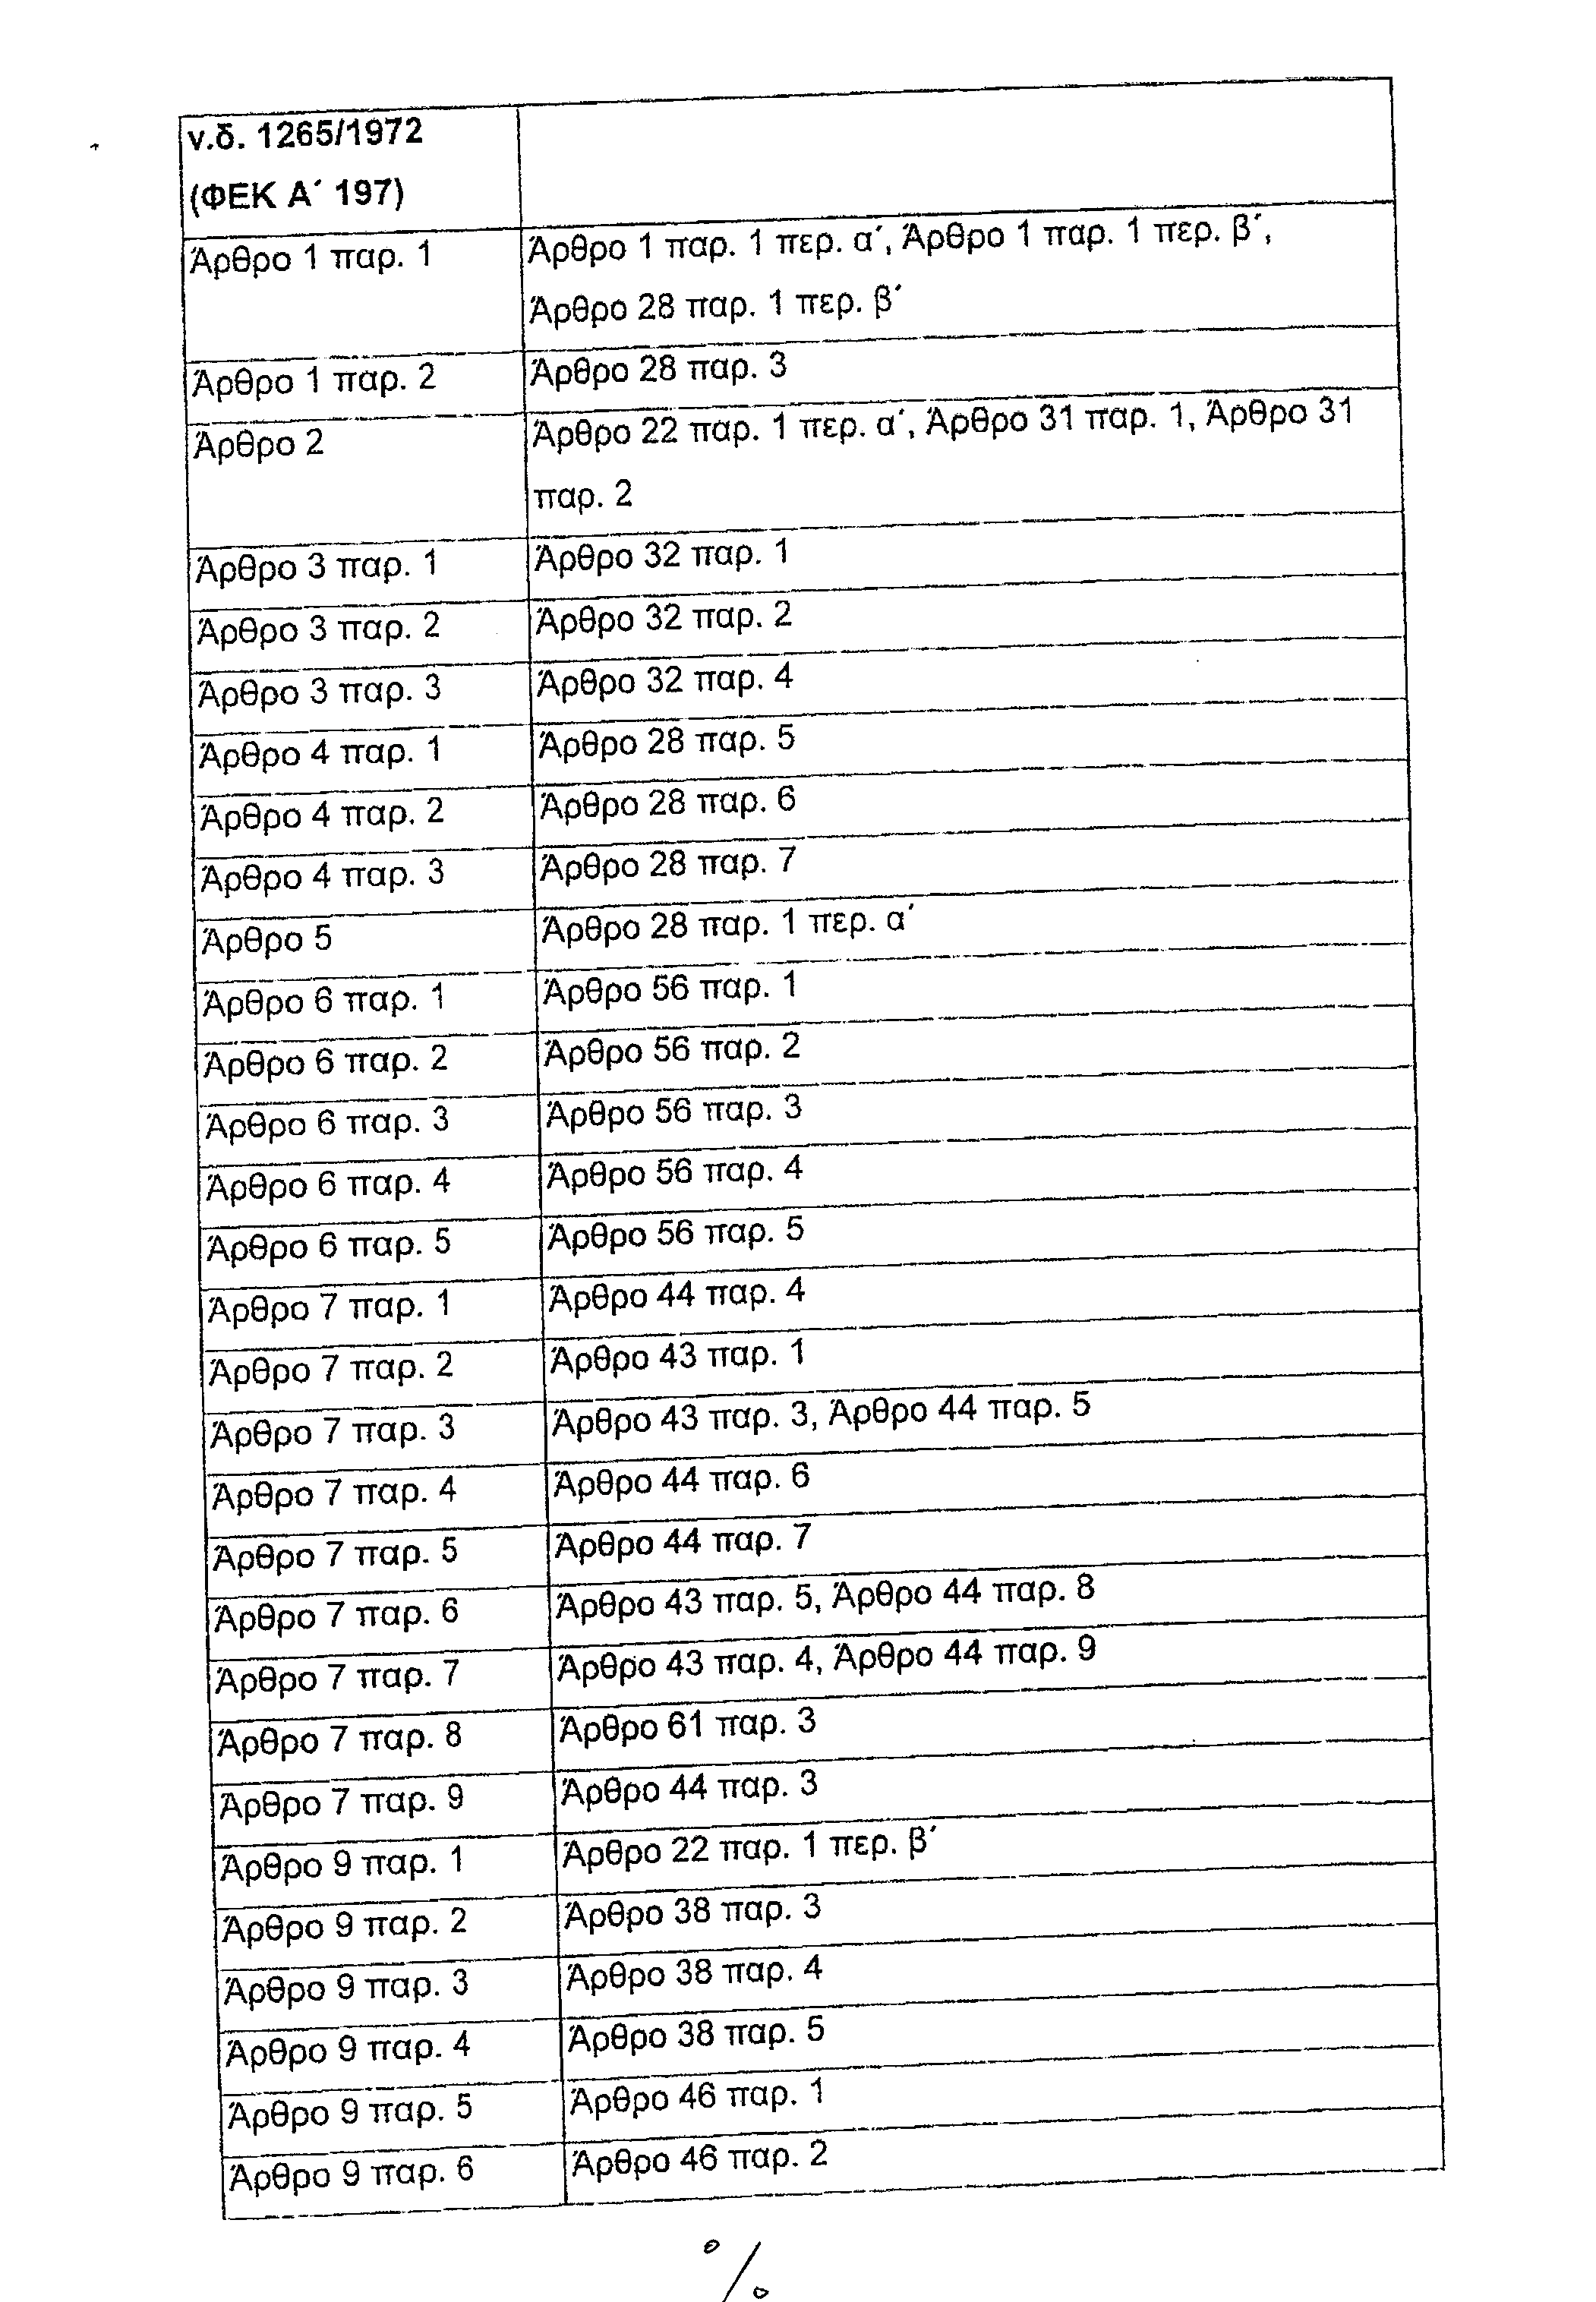 ν.δ. 1265/1972
(ΦΕΚ Α΄ 197)
Άρθρο 1 παρ. 1 Άρθρο 1 παρ. 1 περ. α΄, Άρθρο 1 παρ. 1 περ. β΄,
Άρθρο 28 παρ. 1 περ. β΄
Άρθρο 1 παρ. 2 Άρθρο 28 παρ. 3
Άρθρο 2 Άρθρο 22 παρ. 1 περ. α΄, Άρθρο 31 παρ. 1, Άρθρο 31
παρ. 2
Άρθρο 3 παρ. 1 Άρθρο 32 παρ. 1
Άρθρο 3 παρ. 2 Άρθρο 32 παρ. 2
Άρθρο 3 παρ. 3 Άρθρο 32 παρ. 4
Άρθρο 4 παρ. 1 Άρθρο 28 παρ. 5
Άρθρο 4 παρ. 2 Άρθρο 28 παρ. 6
Άρθρο 4 παρ. 3 Άρθρο 28 παρ. 7
Άρθρο 5 Άρθρο 28 παρ. 1 περ. α΄
Άρθρο 6 παρ. 1 Άρθρο 56 παρ. 1
Άρθρο 6 παρ. 2 Άρθρο 56 παρ. 2
Άρθρο 6 παρ. 3 Άρθρο 56 παρ. 3
Άρθρο 6 παρ. 4 Άρθρο 56 παρ. 4
Άρθρο 6 παρ. 5 Άρθρο 56 παρ. 5
Άρθρο 7 παρ. 1 Άρθρο 44 παρ. 4
Άρθρο 7 παρ. 2 Άρθρο 43 παρ. 1
Άρθρο 7 παρ. 3 Άρθρο 43 παρ. 3, Άρθρο 44 παρ. 5
Άρθρο 7 παρ. 4 Άρθρο 44 παρ. 6
Άρθρο 7 παρ. 5 Άρθρο 44 παρ. 7
Άρθρο 7 παρ. 6 Άρθρο 43 παρ. 5, Άρθρο 44 παρ. 8
Άρθρο 7 παρ. 7 Άρθρο 43 παρ. 4, Άρθρο 44 παρ. 9
Άρθρο 7 παρ. 8 Άρθρο 61 παρ. 3
Άρθρο 7 παρ. 9 Άρθρο 44 παρ. 3
Άρθρο 9 παρ. 1 Άρθρο 22 παρ. 1 περ. β΄
Άρθρο 9 παρ. 2 Άρθρο 38 παρ. 3
Άρθρο 9 παρ. 3 Άρθρο 38 παρ. 4
Άρθρο 9 παρ. 4 Άρθρο 38 παρ. 5
Άρθρο 9 παρ. 5 Άρθρο 46 παρ. 1
Άρθρο 9 παρ. 6 Άρθρο 46 παρ. 2
%